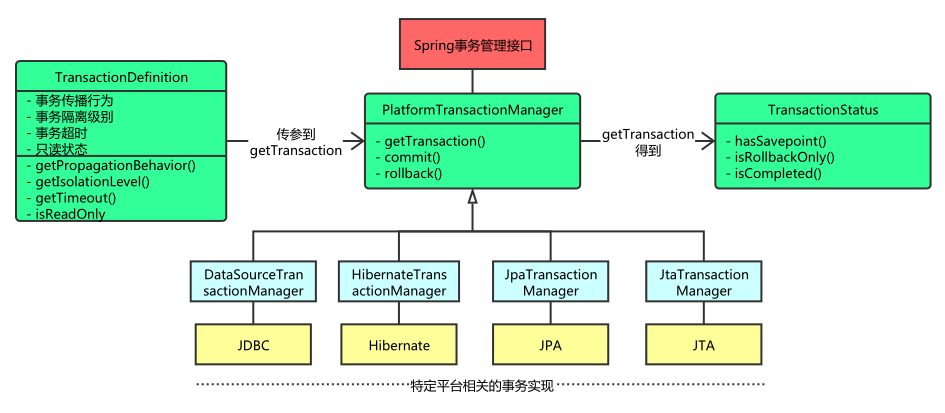 Spring事务管理接口
TransactionDefinition
- 事务传播行为
- 事务隔离级别
- 事务超时
- 只读状态
- getPropagationBehavior()
- getIsolationLevel()
- getTimeout()
- isReadOnly
传参到
getTransaction
PlatformTransactionManager
- getTransaction()
- commit()
- rollback()
getTransaction
得到
TransactionStatus
- hasSavepoint()
- isRollbackOnly()
- isCompleted()
DataSourceTran
sactionManager
HibernateTrans
actionManager
JpaTransaction
Manager
JtaTransaction
Manager
JDBC
Hibernate
JPA
JTA
特定平台相关的事务实现